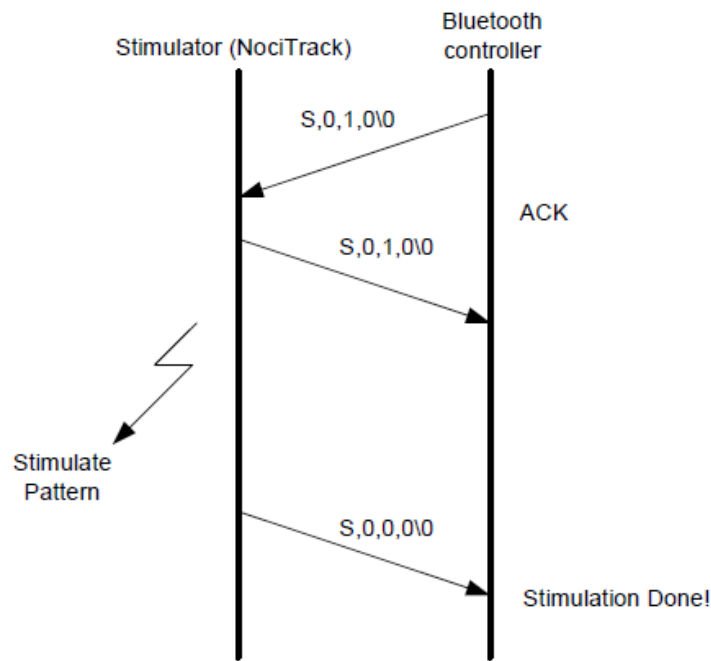 Stimulator (NociTrack)
Bluetooth
controller
S,0,1,0\0
ACK
S,0,1,0\0
Stimulate
Pattern
S,0,0,0\0
Stimulation Done!